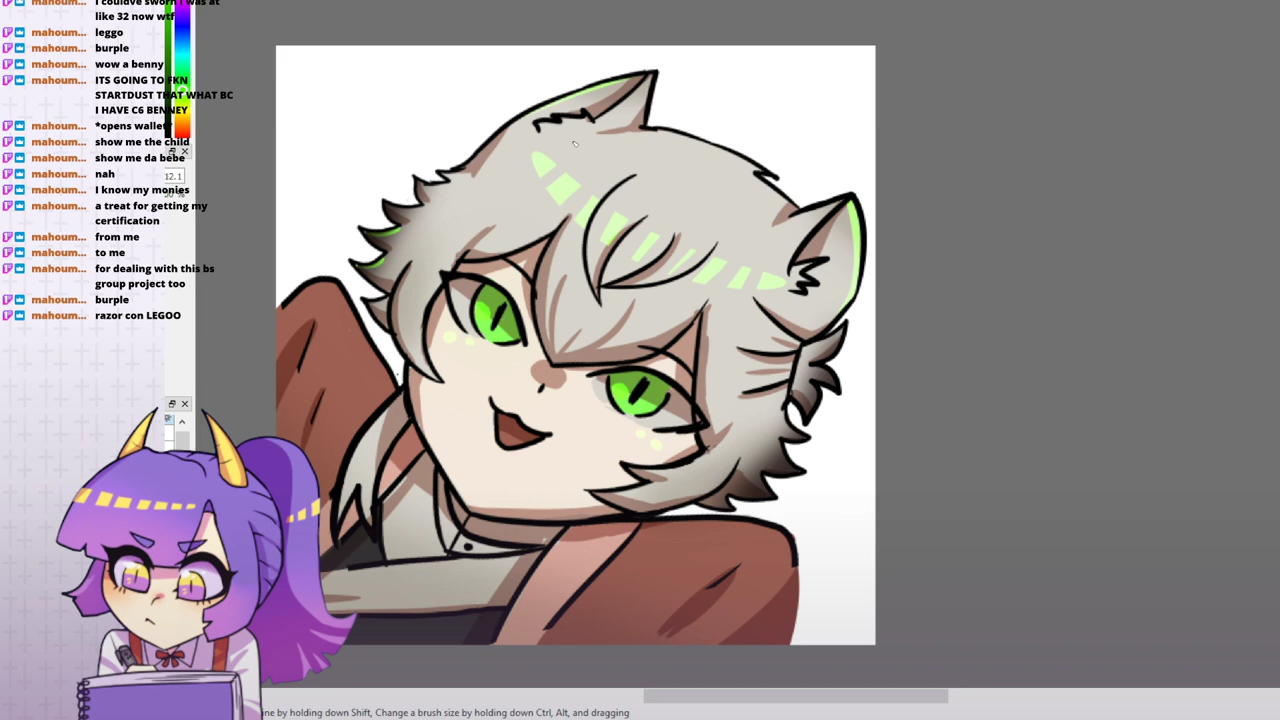 mahoum... I couldve sworn I was at
like 32 now wtf
mahoum... leggo
mahoum... burple
mahoum... wow a benny
mahoum... ITS GOING TO FKN
STARDUST THAT WHAT BC
I HAVE C6 BENNEY
mahoum... *opens wallet*
mahoum... show me the child
mahoum... show me da bebe
12.1
mahoum... nah
mahoum... I know my monies
mahoum... a treat for getting my
certification
mahoum... from me
mahoum... to me
mahoum... for dealing with this bs
group project too
mahoum... burple
mahoum... razor con LEGOO
ine by holding down Shift, Change a brush size by holding down Ctrl, Alt, and dragging